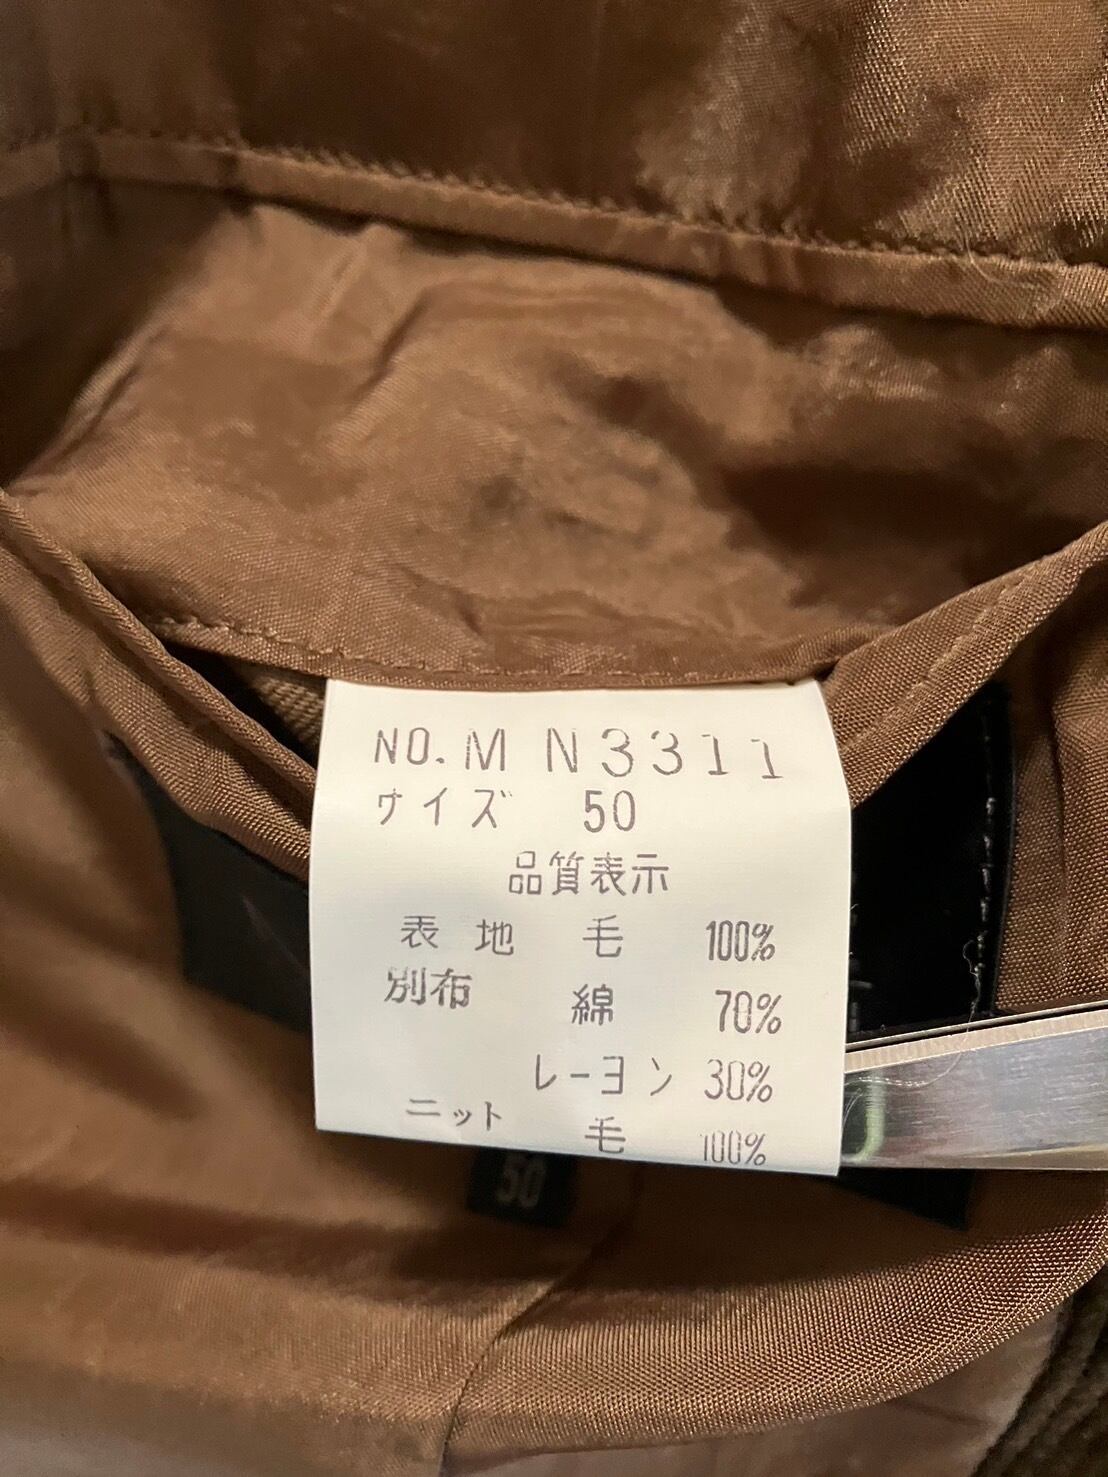 NO.M N3311
サイズ 50
品質表示
表 地 毛 100%
別布 綿 70%
レーヨン 30%
ニット 毛 100%
50